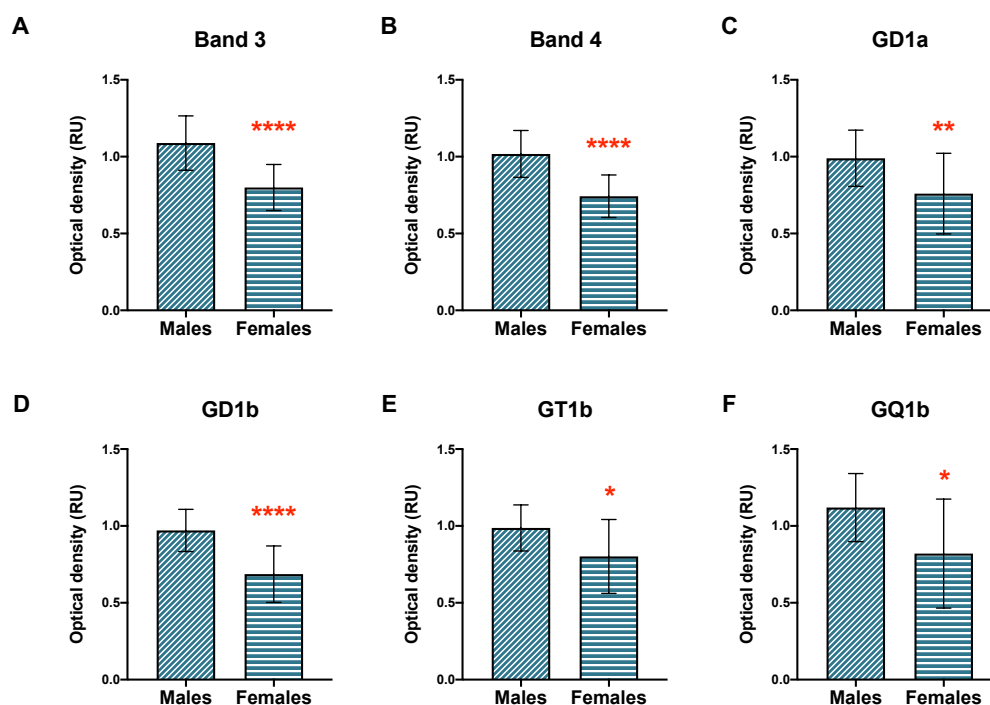 A
Band 3
Optical density (RU)
1.5
1.0
0.5
0.0
****
Males Females
B
Band 4
Optical density (RU)
1.5
1.0
0.5
0.0
****
Males Females
C
GD1a
Optical density (RU)
1.5
1.0
0.5
0.0
**
Males Females
D
GD1b
Optical density (RU)
1.5
1.0
0.5
0.0
****
Males Females
E
GT1b
Optical density (RU)
1.5
1.0
0.5
0.0
*
Males Females
F
GQ1b
Optical density (RU)
1.5
1.0
0.5
0.0
*
Males Females